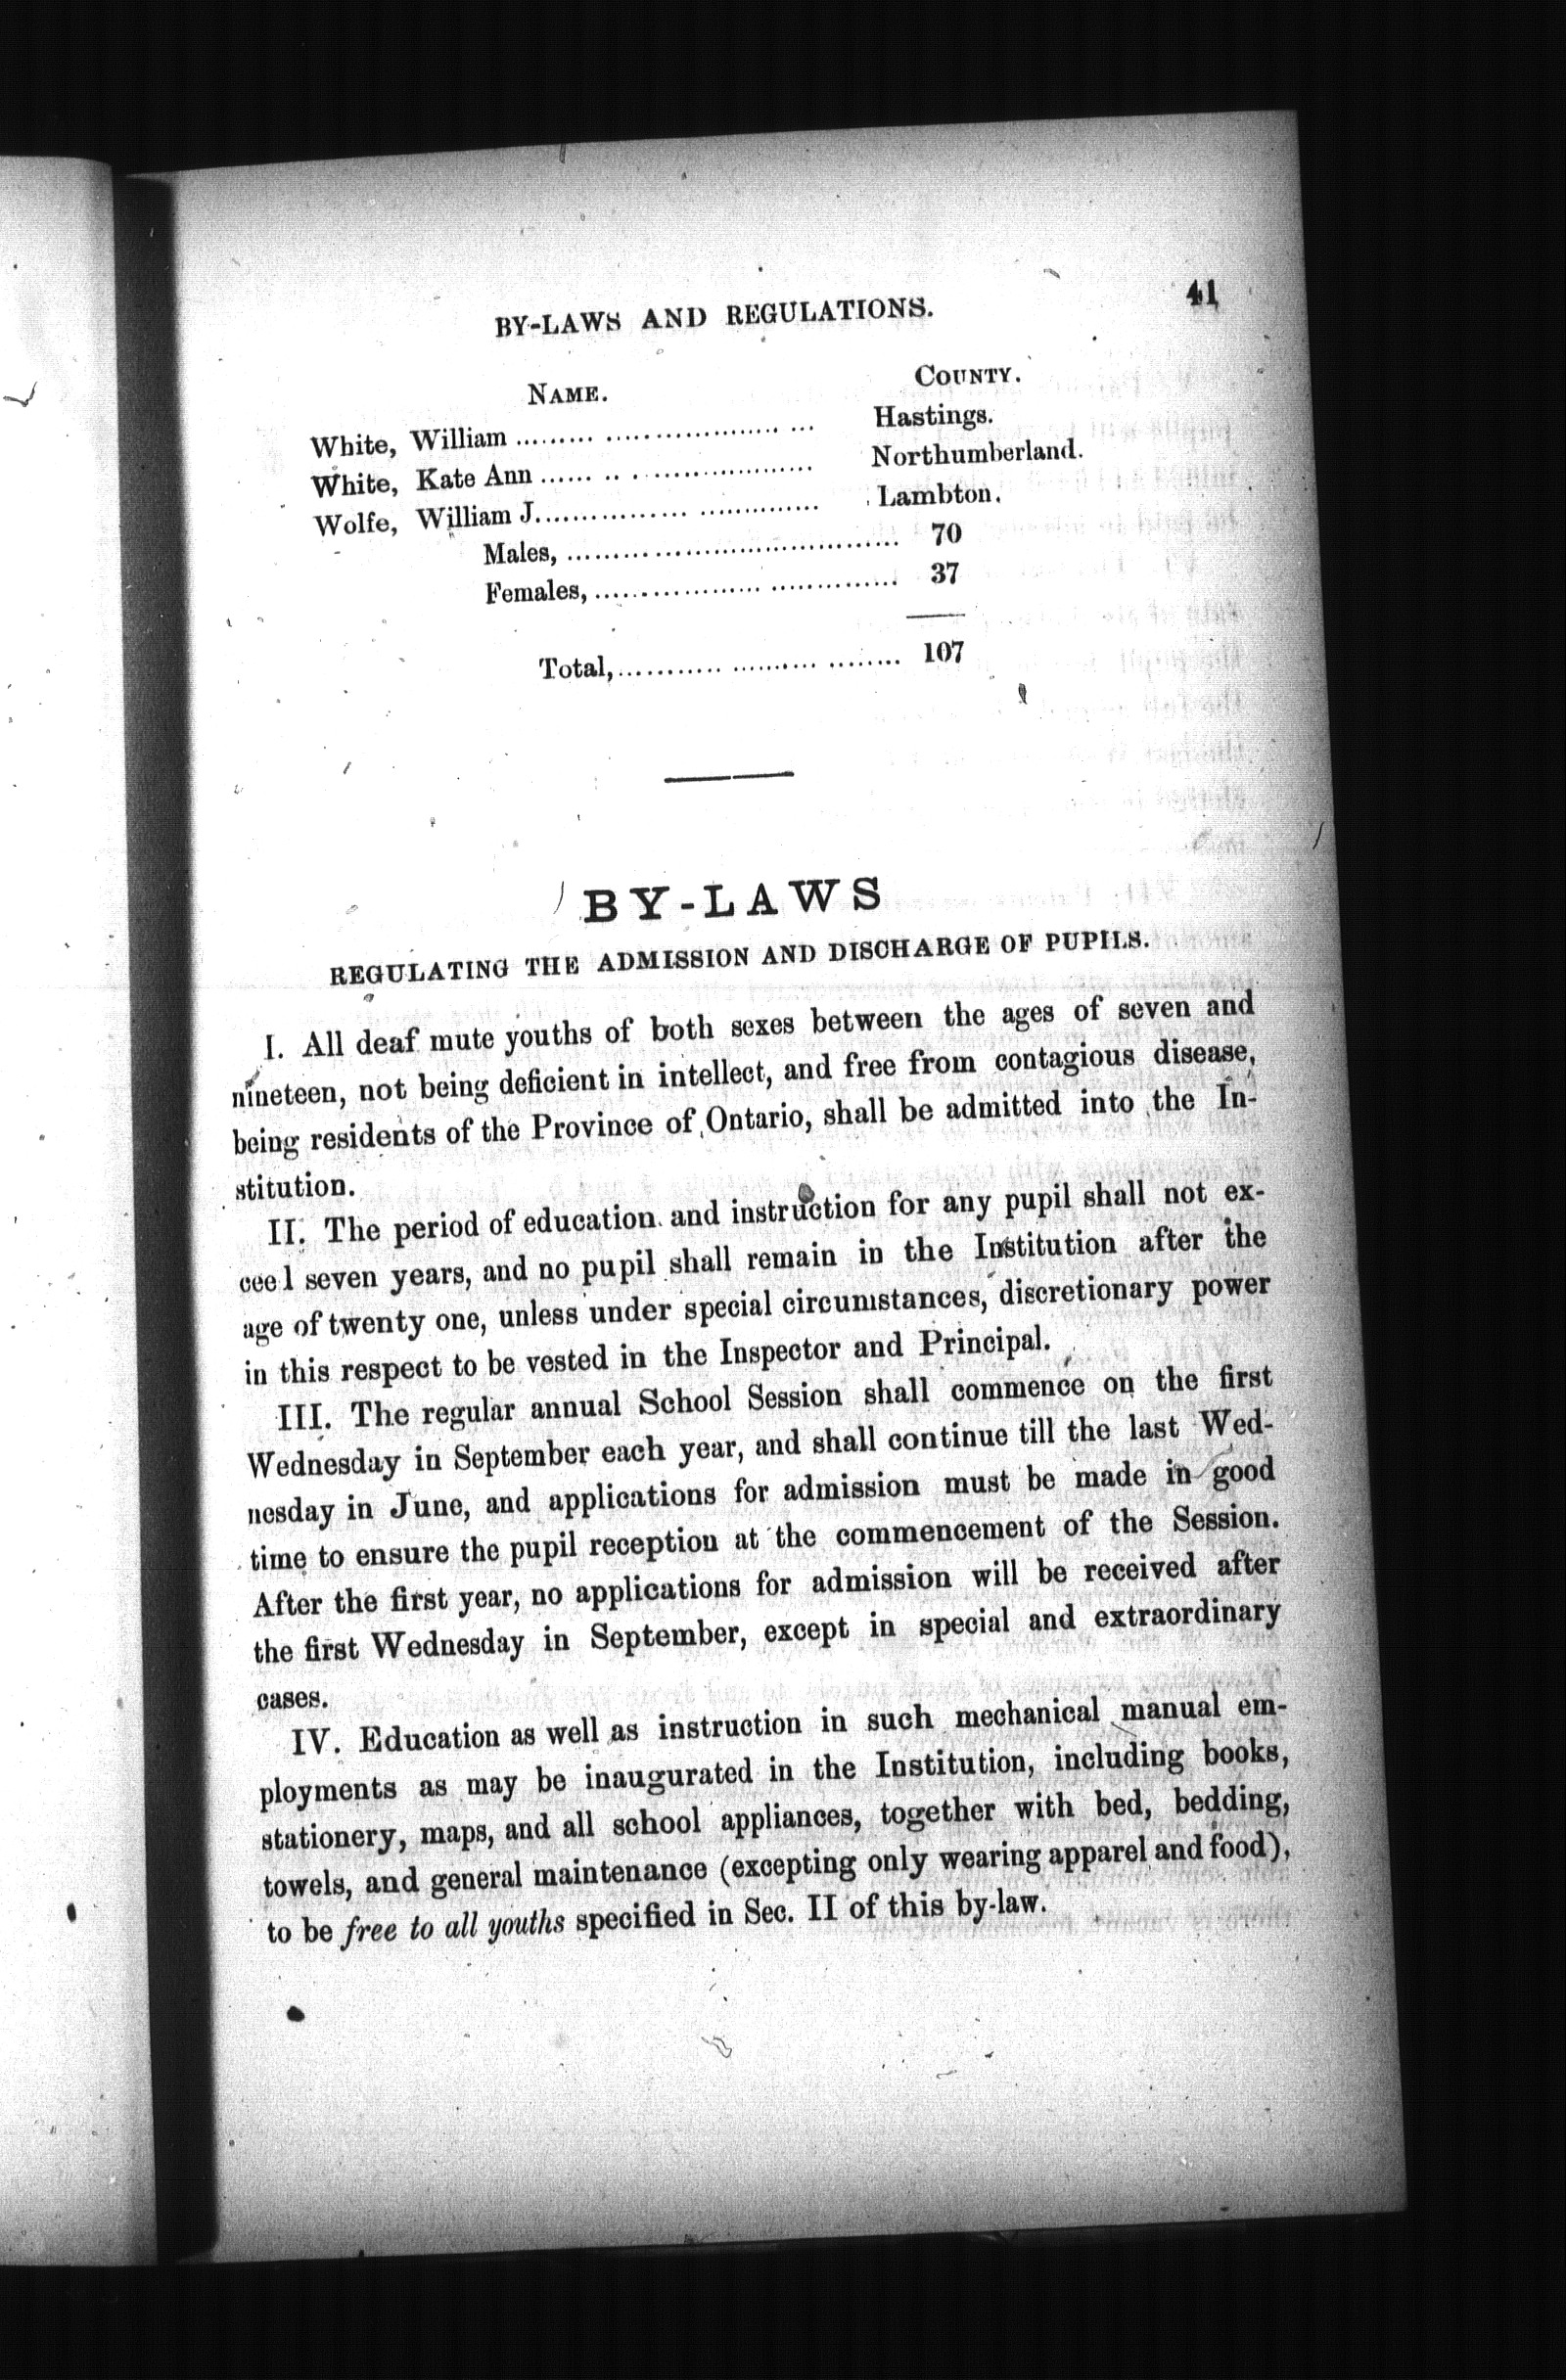 BY-LAWS AND REGULATIONS. 41
NAME. COUNTY.
White, William .............................. Hastings.
White, Kate Ann .............................. Northumberland.
Wolfe, William J............................... Lambton.
Males, .............................. 70
Females, .............................. 37
Total,.............................. 107
BY-LAWS
REGULATING THE ADMISSION AND DISCHARGE OF PUPILS.
I. All deaf mute youths of both sexes between the ages of seven and
nineteen, not being deficient in intellect, and free from contagious disease,
being residents of the Province of Ontario, shall be admitted into the In-
stitution.
II. The period of education and instruction for any pupil shall not ex-
cee l seven years, and no pupil shall remain in the Institution after the
age of twenty one, unless under special circumstances, discretionary power
in this respect to be vested in the Inspector and Principal.
III. The regular annual School Session shall commence on the first
Wednesday in September each year, and shall continue till the last Wed-
nesday in June, and applications for admission must be made in good
time to ensure the pupil reception at the commencement of the Session.
After the first year, no applications for admission will be received after
the first Wednesday in September, except in special and extraordinary
cases.
IV. Education as well as instruction in such mechanical manual em-
ployments as may be inaugurated in the Institution, including books,
stationery, maps, and all school appliances, together with bed, bedding,
towels, and general maintenance (excepting only wearing apparel and food),
to be free to all youths specified in Sec. II of this by-law.